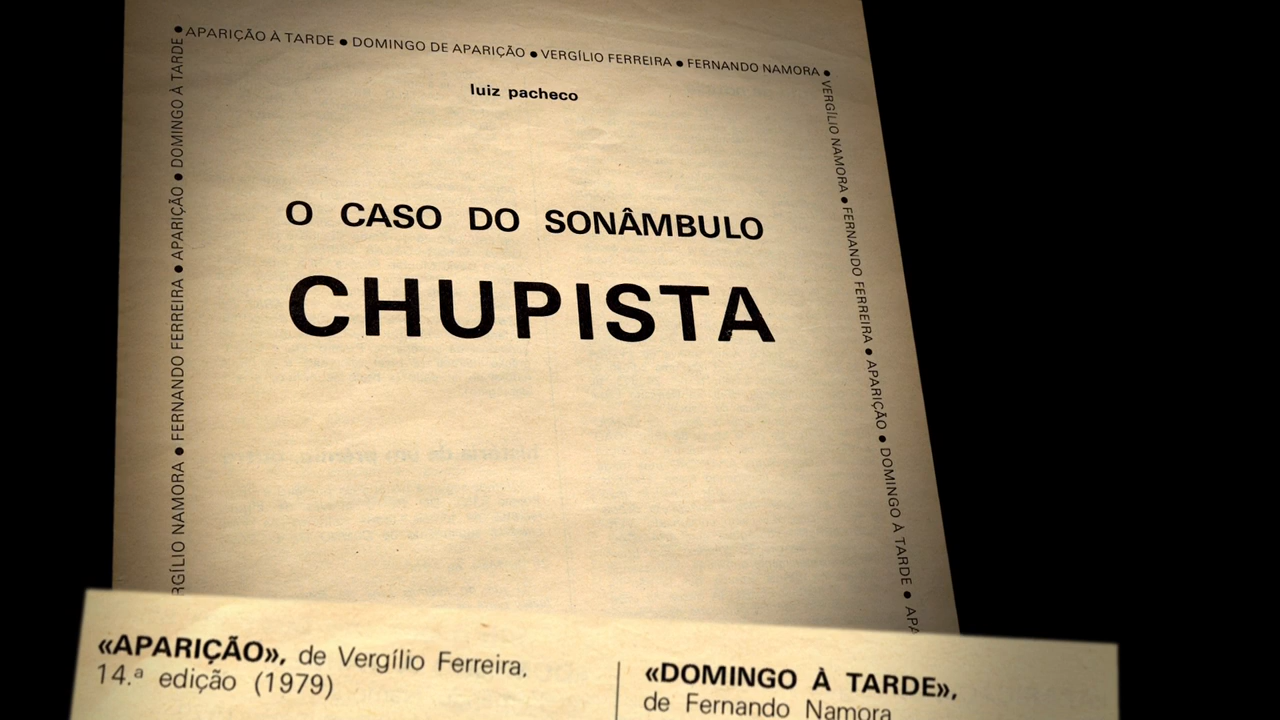 ● APARIÇÃO À TARDE ● DOMINGO DE APARIÇÃO ● VERGÍLIO FERREIRA ● FERNANDO NAMORA ●
VERGÍLIO NAMORA ● FERNANDO FERREIRA ● APARIÇÃO ● DOMINGO À TARDE ●
NAMORA ● FERNANDO FERREIRA ● APARIÇÃO ● DOMINGO À TARDE
luiz pacheco
O CASO DO SONÂMBULO
CHUPISTA
«APARIÇÃO», de Vergílio Ferreira.
14.ª edição (1979)
«DOMINGO À TARDE»,
de Fernando Namora